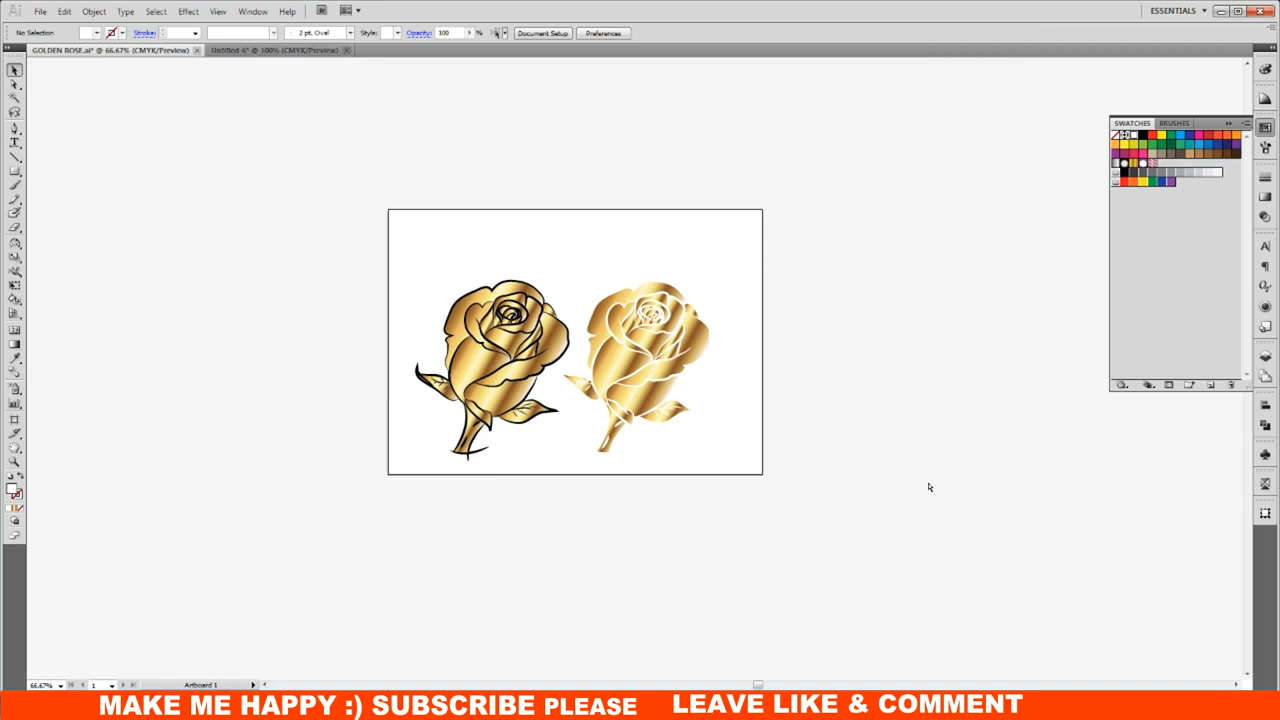 Ai File Edit Object Type Select Effect View Window Help ESSENTIALS
No Selection Stroke: 2 pt. Oval Style: Opacity: 100 % Document Setup Preferences
GOLDEN ROSE.ai* @ 66.67% (CMYK/Preview) Untitled-6* @ 100% (CMYK/Preview)
SWATCHES BRUSHES
66.67% 1 Artboard 1
MAKE ME HAPPY :) SUBSCRIBE PLEASE LEAVE LIKE & COMMENT